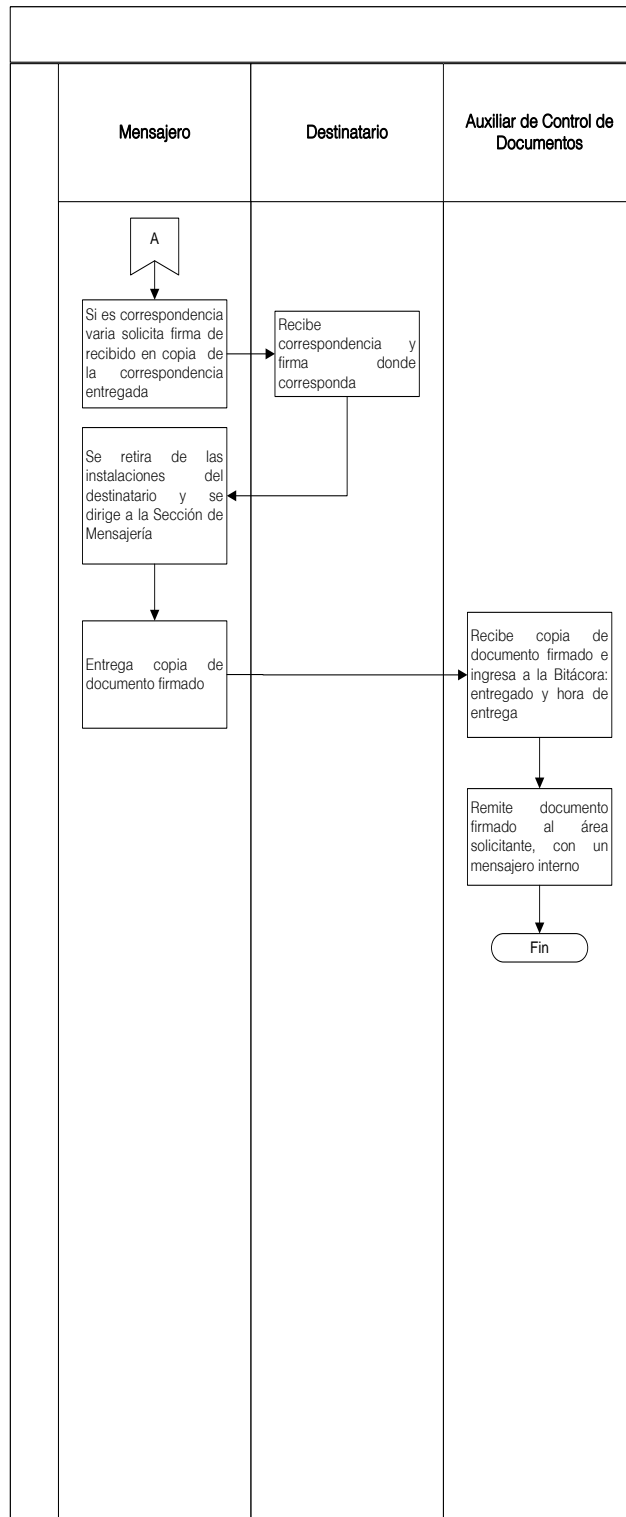 Mensajero
Destinatario
Auxiliar de Control de
Documentos
A
Si es correspondencia
varia solicita firma de
recibido en copia de
la correspondencia
entregada
Recibe
correspondencia y
firma donde
corresponda
Se retira de las
instalaciones del
destinatario y se
dirige a la Sección de
Mensajería
Entrega copia de
documento firmado
Recibe copia de
documento firmado e
ingresa a la Bitácora:
entregado y hora de
entrega
Remite documento
firmado al área
solicitante, con un
mensajero interno
Fin